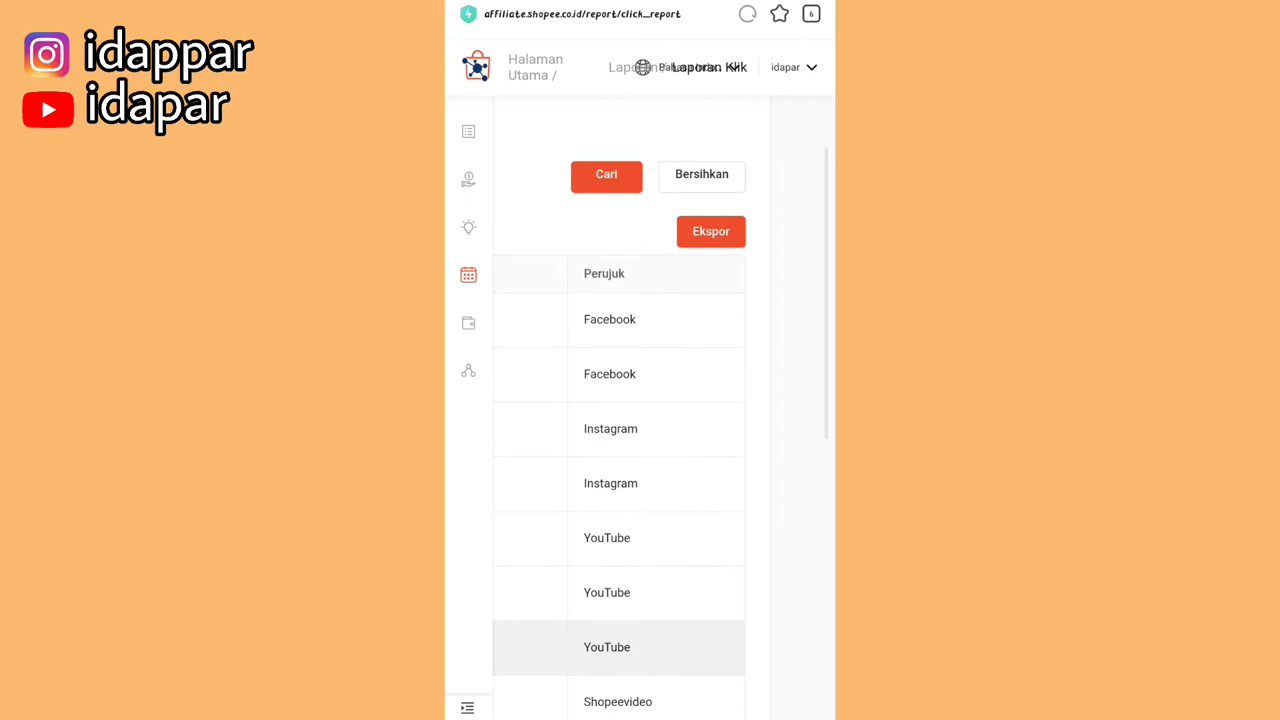 idappar
idapar
affiliate.shopee.co.id/report/click_report
6
Halaman
Utama /
Laporan Klik
idapar
Cari
Bersihkan
Ekspor
Perujuk
Facebook
Facebook
Instagram
Instagram
YouTube
YouTube
YouTube
Shopeevideo